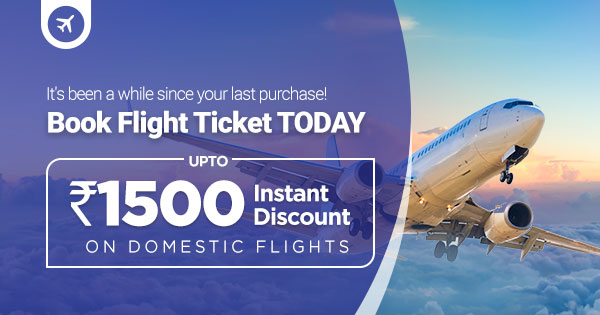 It's been a while since your last purchase!
Book Flight Ticket TODAY
UPTO
₹1500 Instant
Discount
ON DOMESTIC FLIGHTS